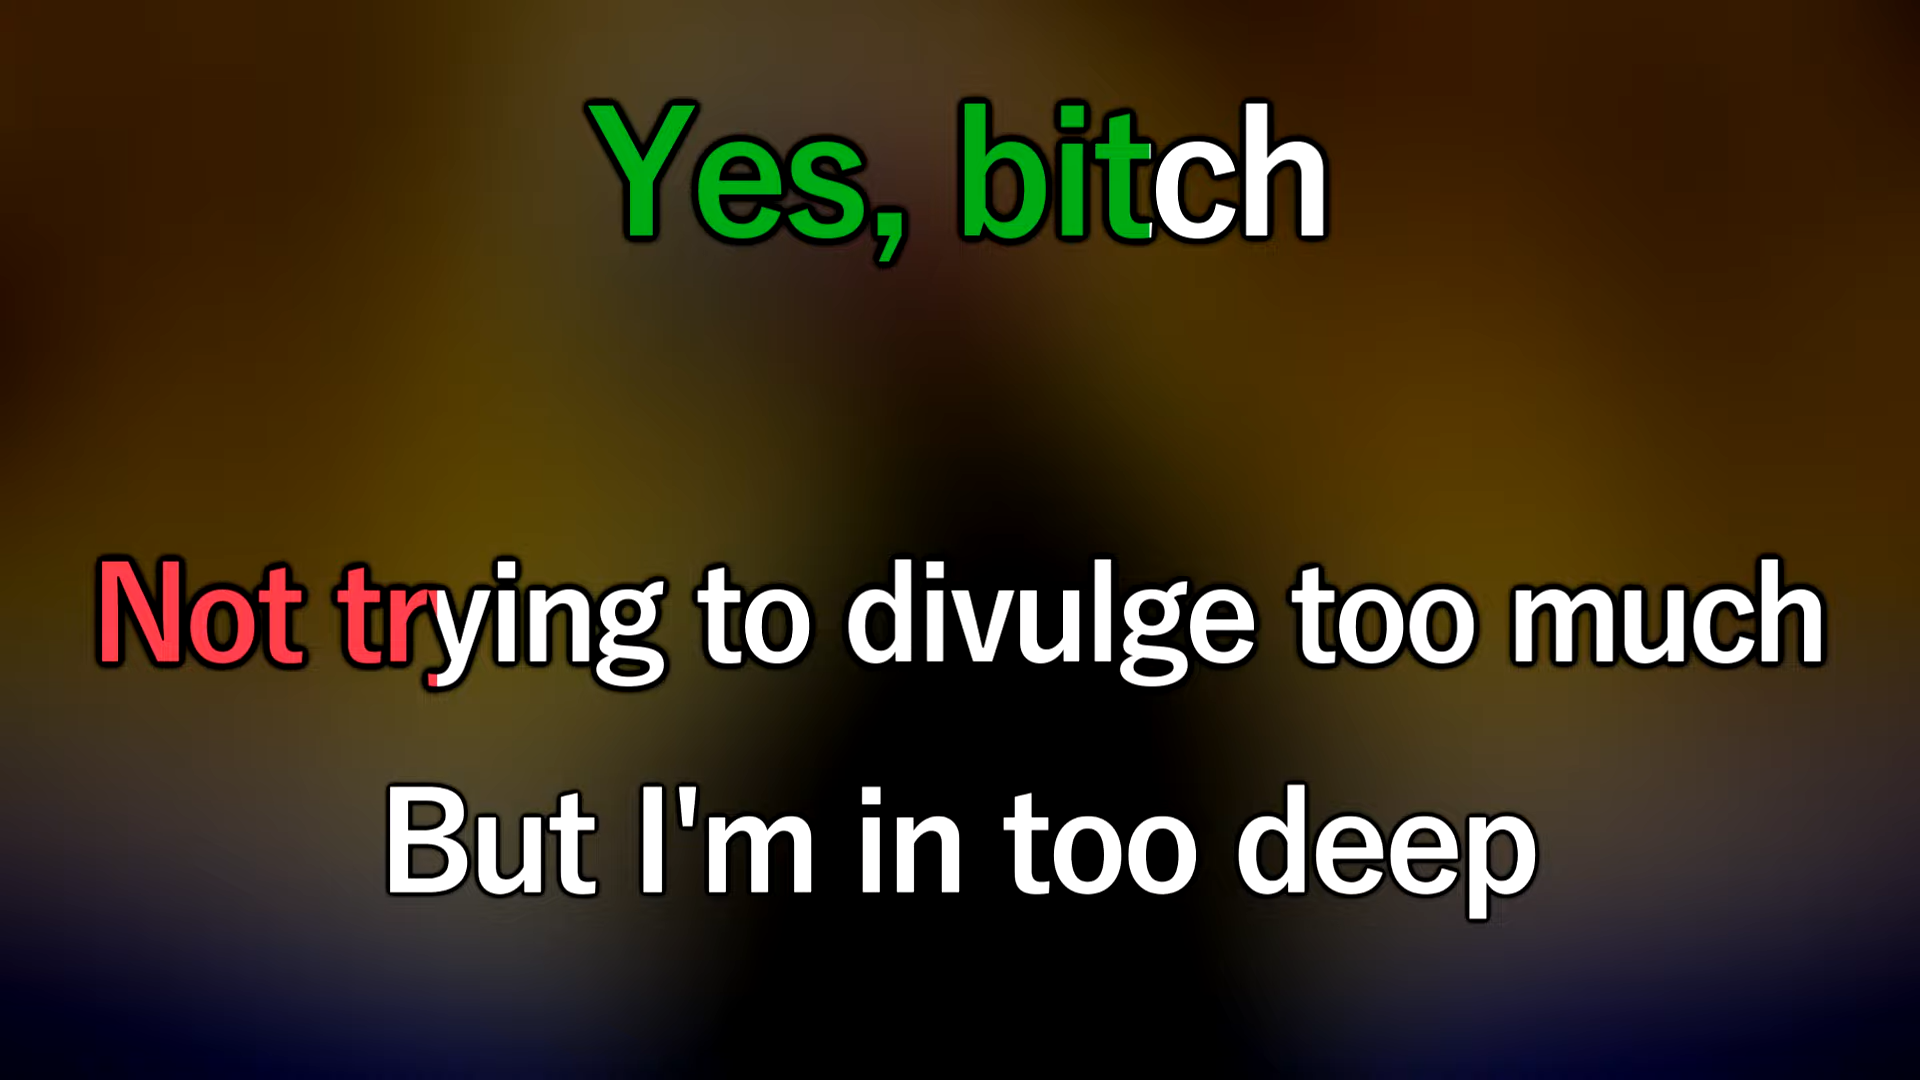 Yes, bitch
Not trying to divulge too much
But I'm in too deep